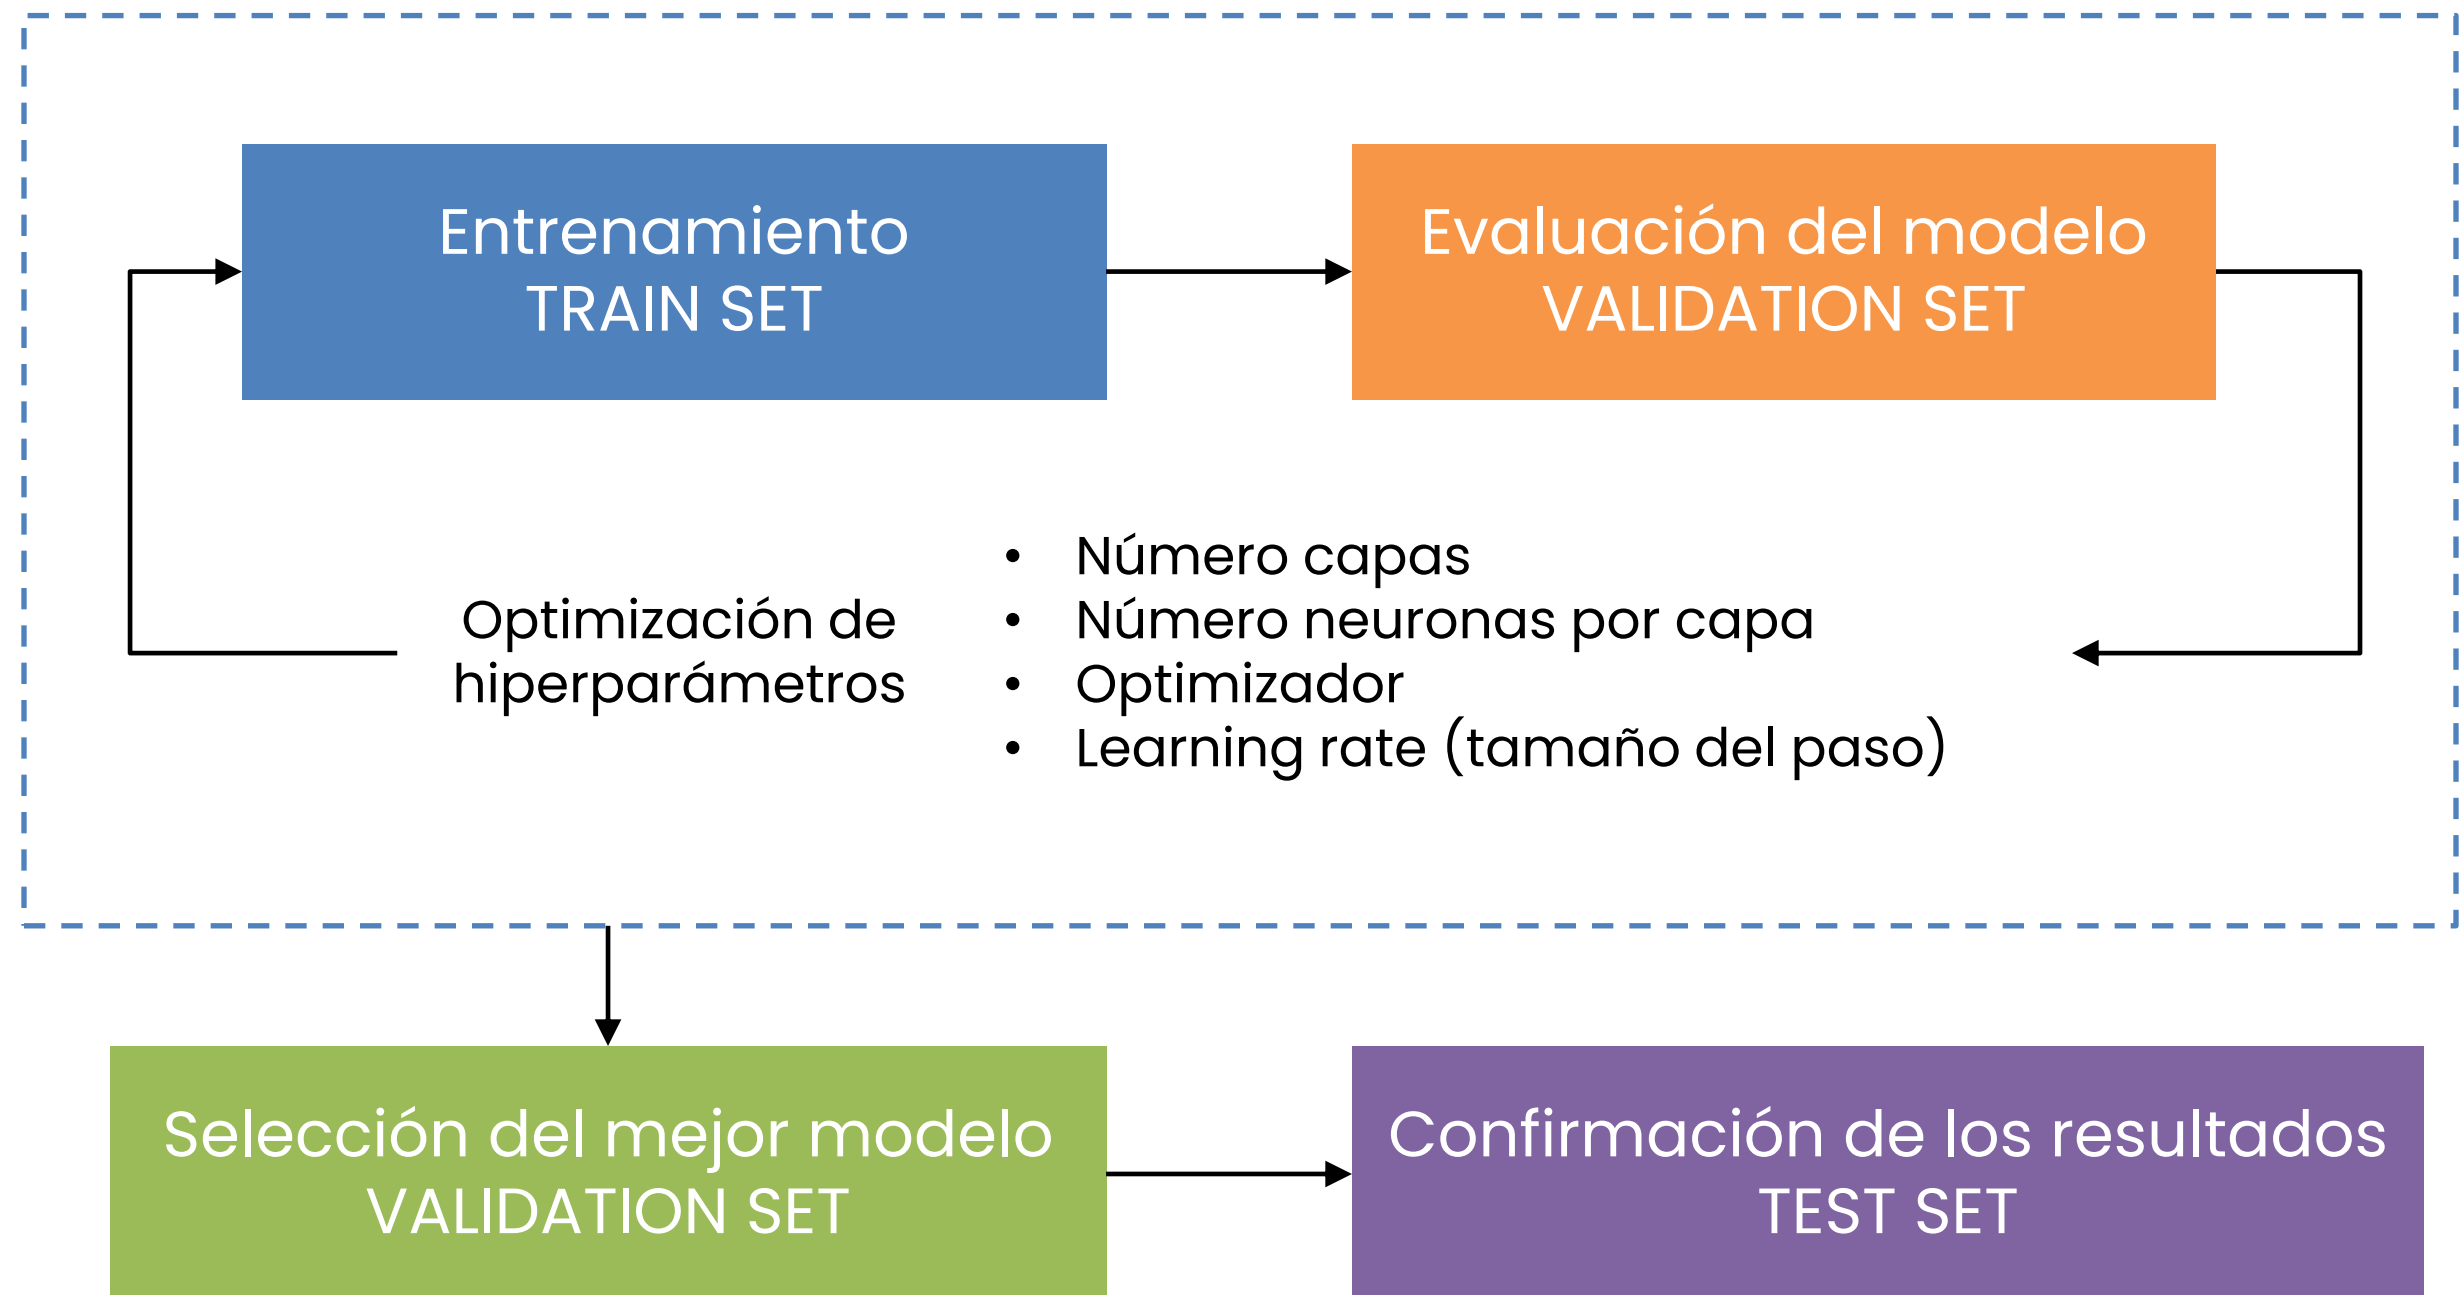 Entrenamiento
TRAIN SET
Evaluación del modelo
VALIDATION SET
Optimización de
hiperparámetros
• Número capas
• Número neuronas por capa
• Optimizador
• Learning rate (tamaño del paso)
Selección del mejor modelo
VALIDATION SET
Confirmación de los resultados
TEST SET